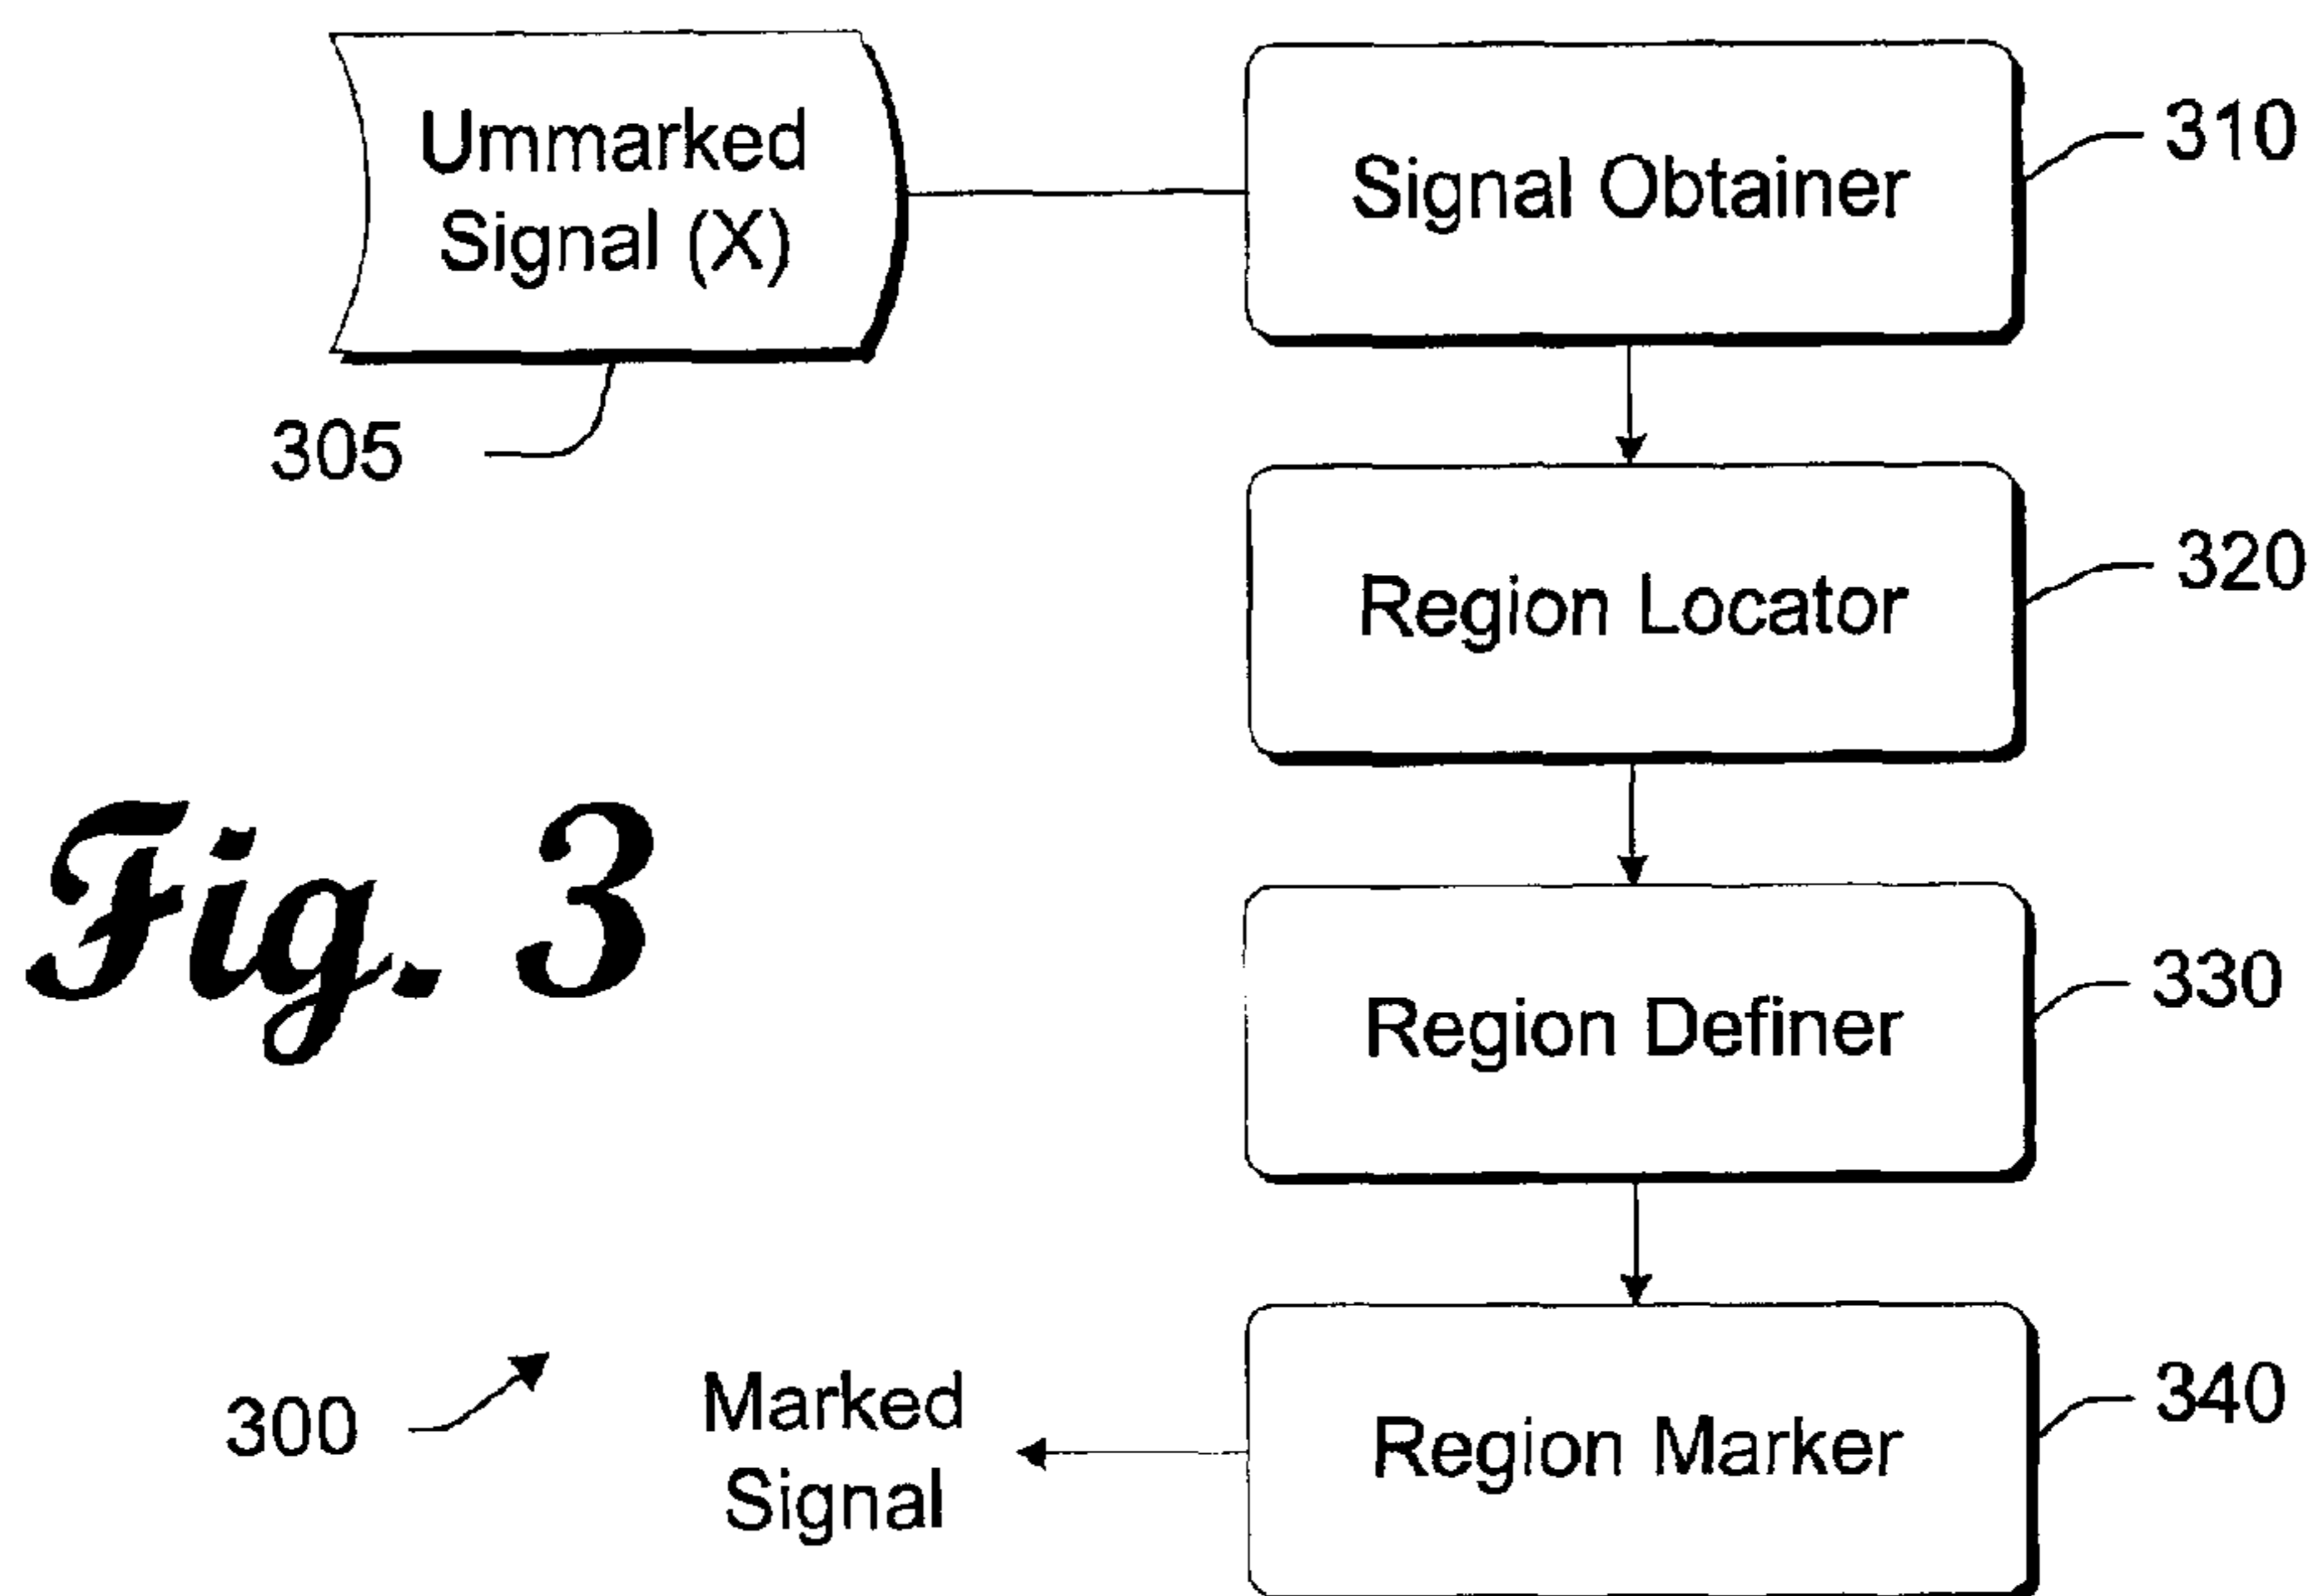 Ummarked
Signal (X)
305
Signal Obtainer
310
Region Locator
320
Fig. 3
Region Definer
330
300
Marked
Signal
Region Marker
340